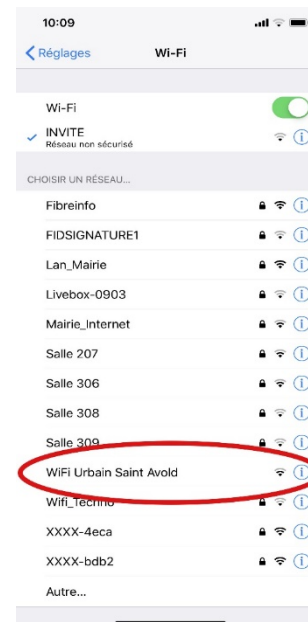 10:09
Réglages Wi-Fi
Wi-Fi
INVITE
Réseau non sécurisé
CHOISIR UN RÉSEAU...
Fibreinfo
FIDSIGNATURE1
Lan_Mairie
Livebox-0903
Mairie_Internet
Salle 207
Salle 306
Salle 308
Salle 309
WiFi Urbain Saint Avold
Wifi_Techno
XXXX-4eca
XXXX-bdb2
Autre...